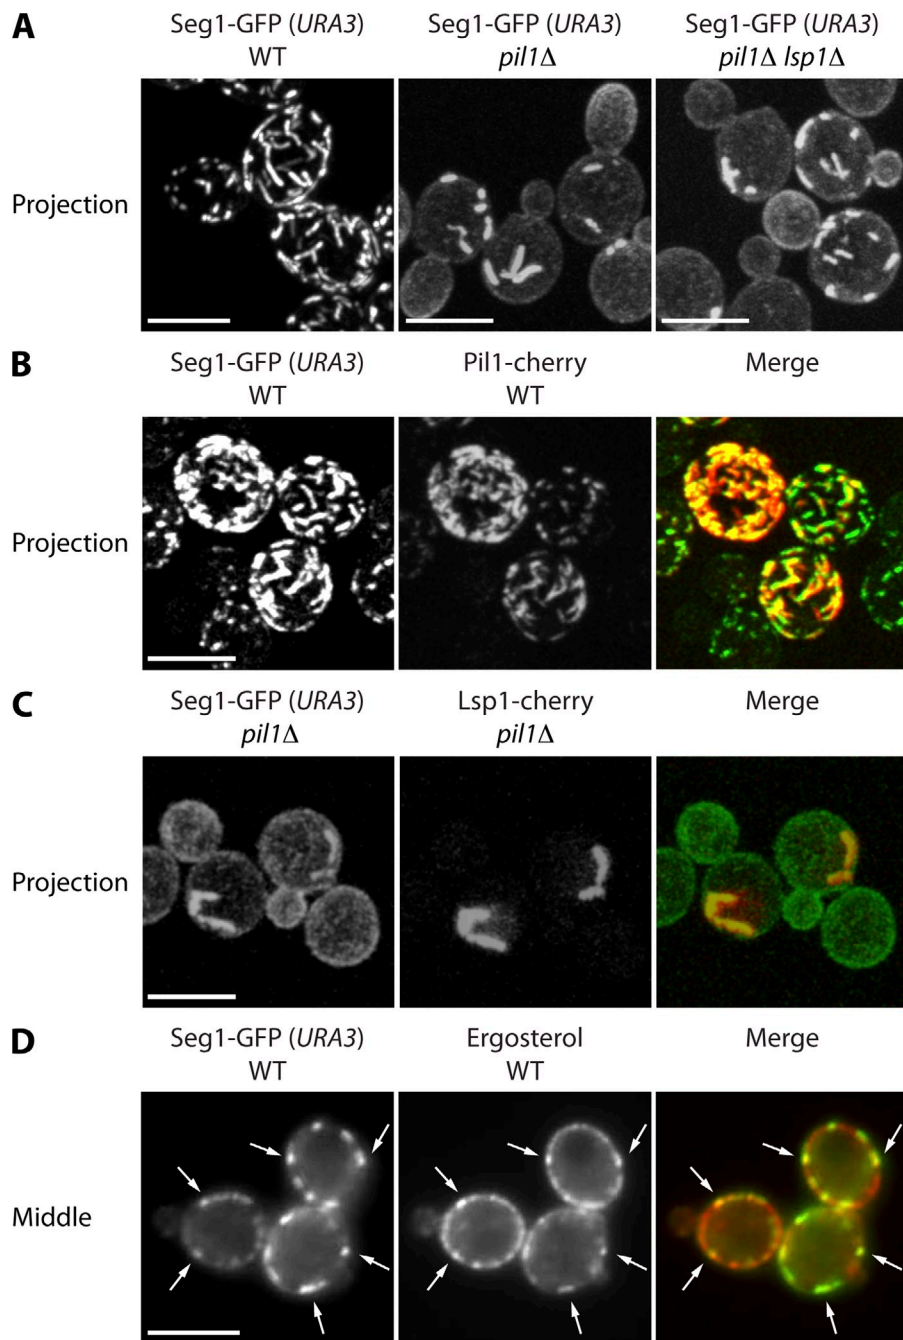 A
Seg1-GFP (URA3)
WT
Seg1-GFP (URA3)
pil1Δ
Seg1-GFP (URA3)
pil1Δ lsp1Δ
Projection
B
Seg1-GFP (URA3)
WT
Pil1-cherry
WT
Merge
Projection
C
Seg1-GFP (URA3)
pil1Δ
Lsp1-cherry
pil1Δ
Merge
Projection
D
Seg1-GFP (URA3)
WT
Ergosterol
WT
Merge
Middle